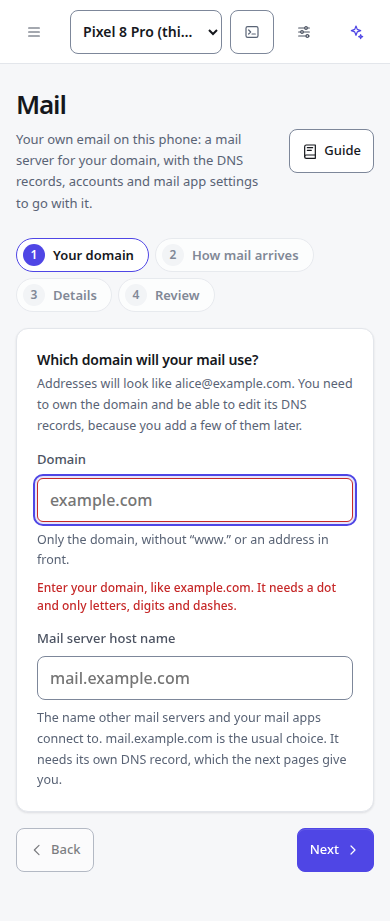 Pixel 8 Pro (thi...
Mail
Your own email on this phone: a mail
server for your domain, with the DNS
records, accounts and mail app settings
to go with it.
Guide
1 Your domain
2 How mail arrives
3 Details
4 Review
Which domain will your mail use?
Addresses will look like alice@example.com. You need
to own the domain and be able to edit its DNS
records, because you add a few of them later.
Domain
example.com
Only the domain, without “www.” or an address in
front.
Enter your domain, like example.com. It needs a dot
and only letters, digits and dashes.
Mail server host name
mail.example.com
The name other mail servers and your mail apps
connect to. mail.example.com is the usual choice. It
needs its own DNS record, which the next pages give
you.
Back
Next